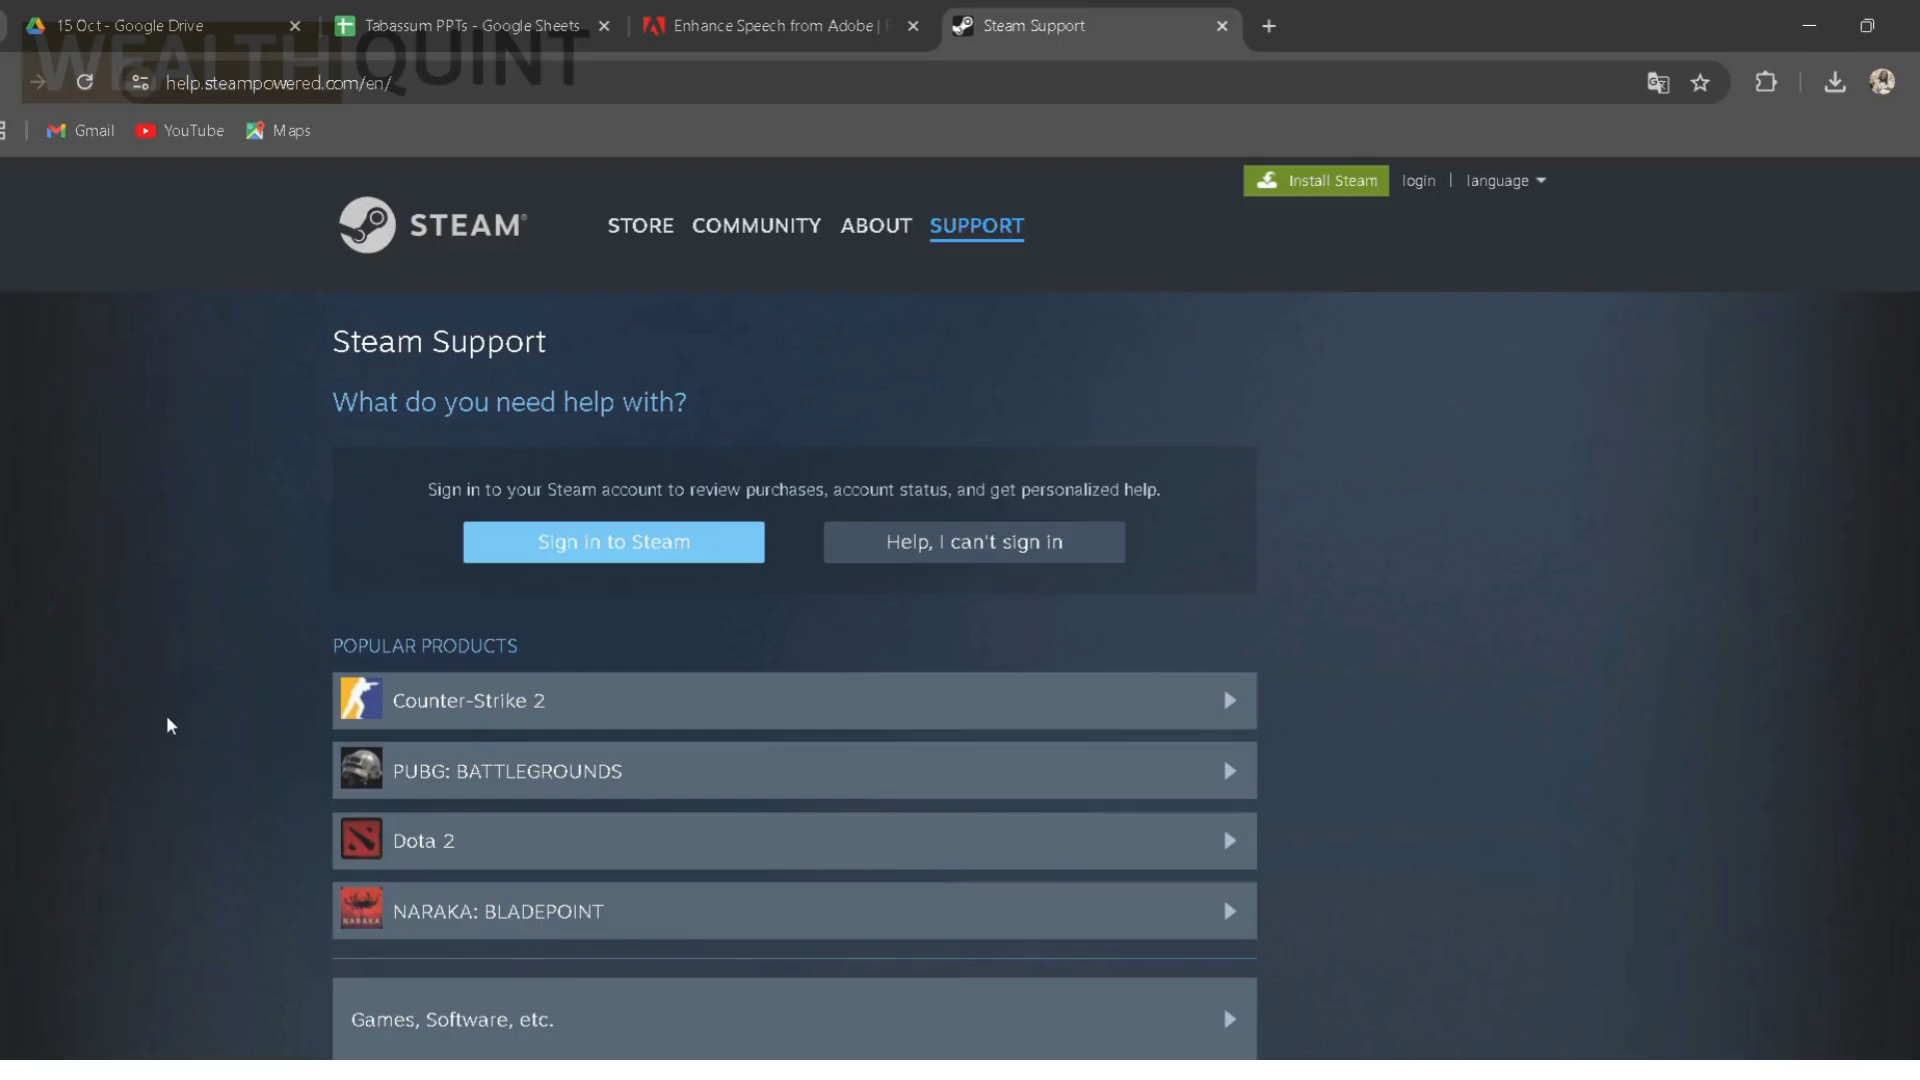 15 Oct - Google Drive
Tabassum PPTs - Google Sheets
Enhance Speech from Adobe |
Steam Support
WEALTH QUINT
help.steampowered.com/en/
Gmail
YouTube
Maps
Install Steam
login
language
STEAM®
STORE
COMMUNITY
ABOUT
SUPPORT
Steam Support
What do you need help with?
Sign in to your Steam account to review purchases, account status, and get personalized help.
Sign in to Steam
Help, I can't sign in
POPULAR PRODUCTS
Counter-Strike 2
PUBG: BATTLEGROUNDS
Dota 2
NARAKA
NARAKA: BLADEPOINT
Games, Software, etc.